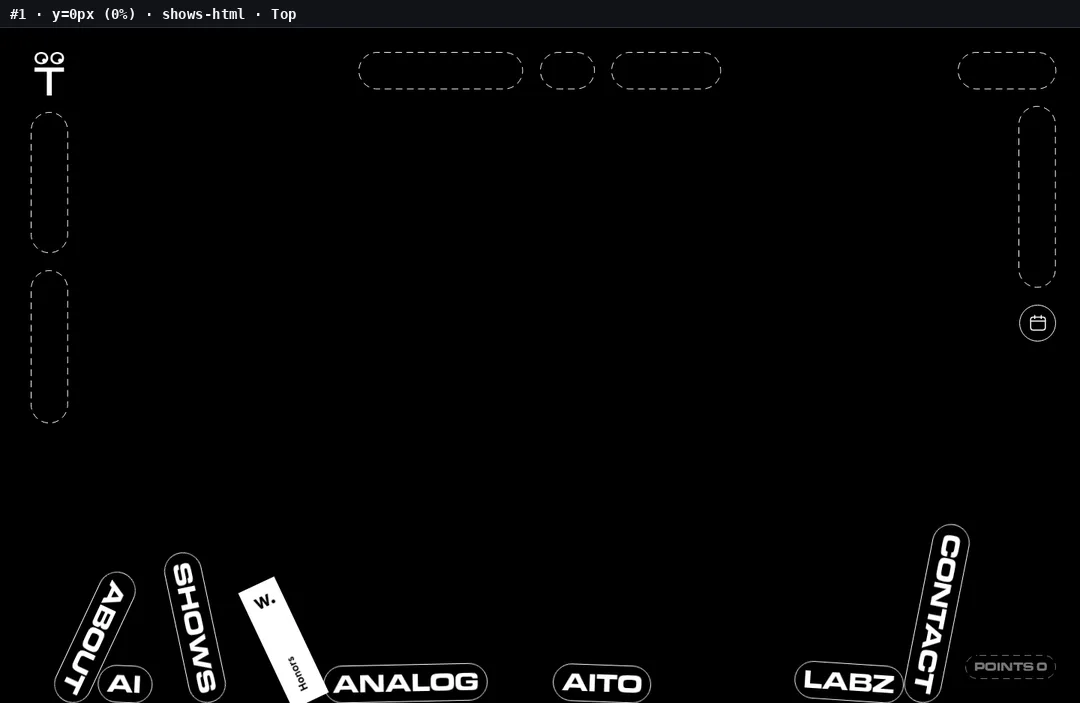 #1 · y=0px (0%) · shows-html · Top
T
ABOUT
AI
SHOWS
W.
Honors
ANALOG
AITO
LABZ
CONTACT
POINTS 0